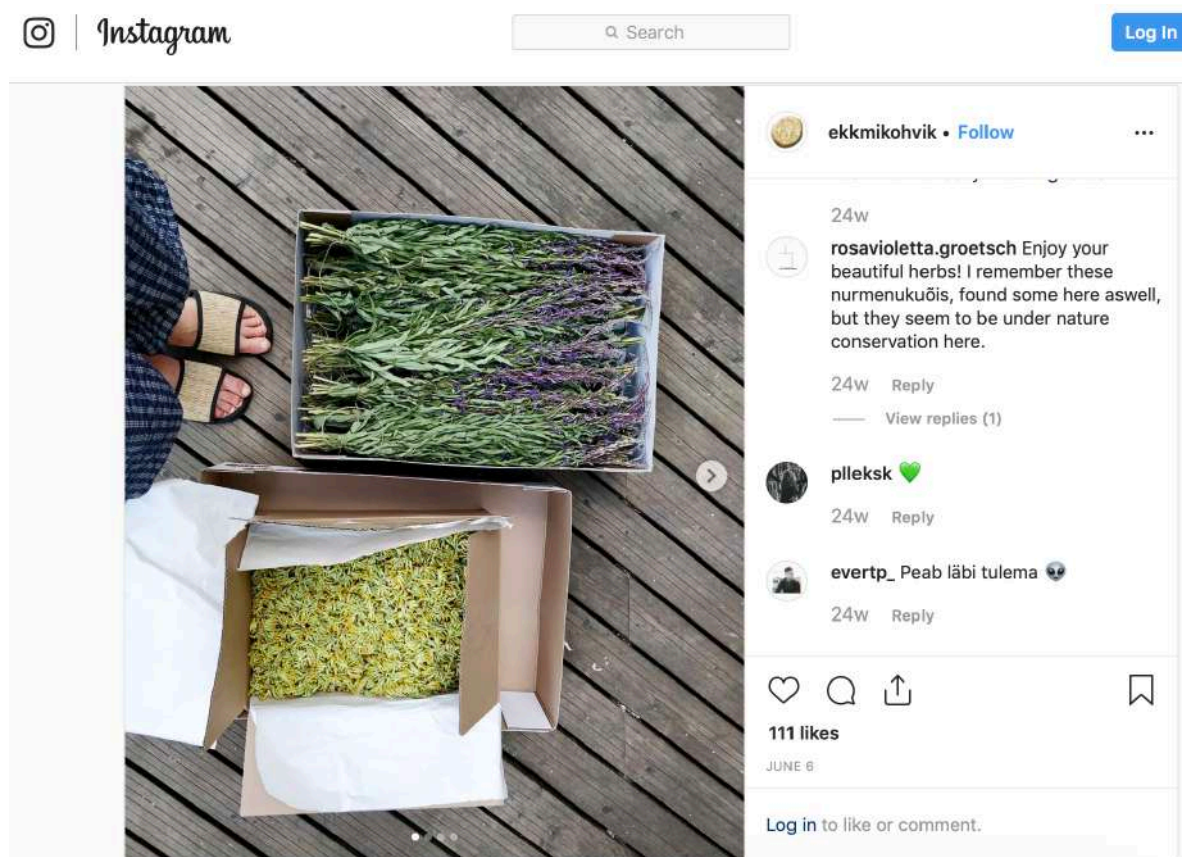 Instagram
Search
Log In
ekkmikohvik • Follow
24w
rosavioletta.groetsch Enjoy your
beautiful herbs! I remember these
nurmenukuõis, found some here aswell,
but they seem to be under nature
conservation here.
24w Reply
View replies (1)
plleksk 💚
24w Reply
evertp_ Peab läbi tulema 👽
24w Reply
111 likes
JUNE 6
Log in to like or comment.